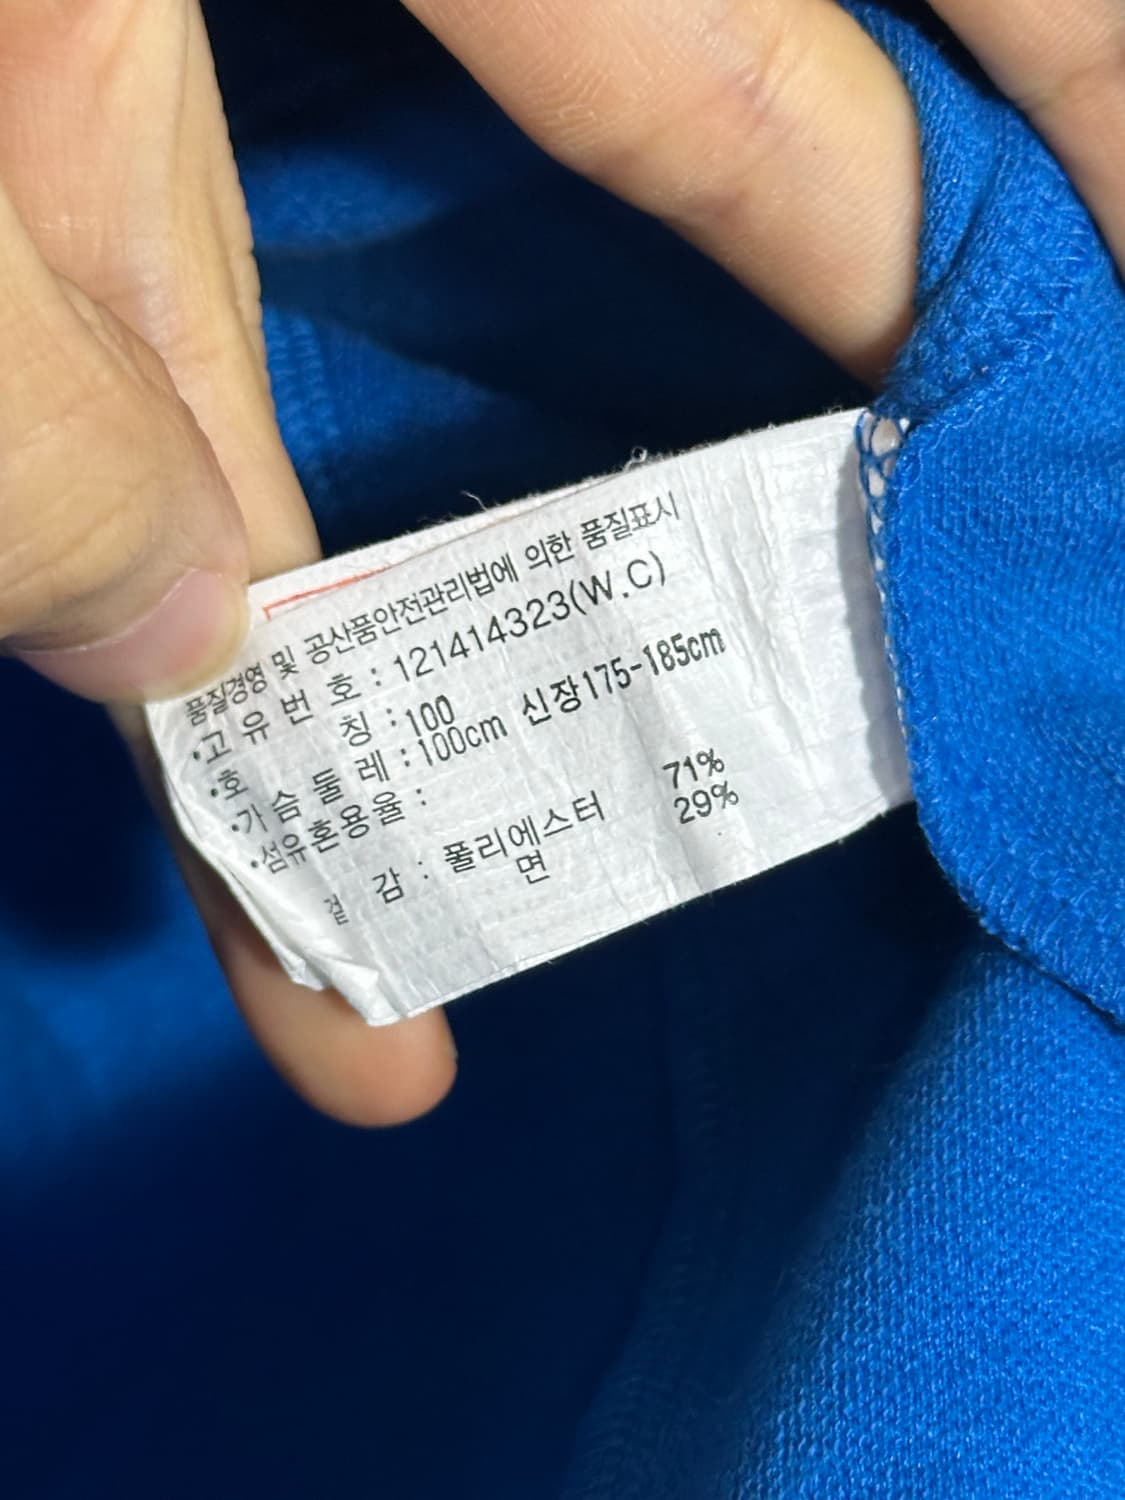 품질경영 및 공산품안전관리법에 의한 품질표시
·고 유 번 호 : 121414323(W.C)
·호 칭 : 100
·가 슴 둘 레 : 100cm 신장175-185cm
·섬유혼용율 :
겉 감 : 폴리에스터 71%
면 29%